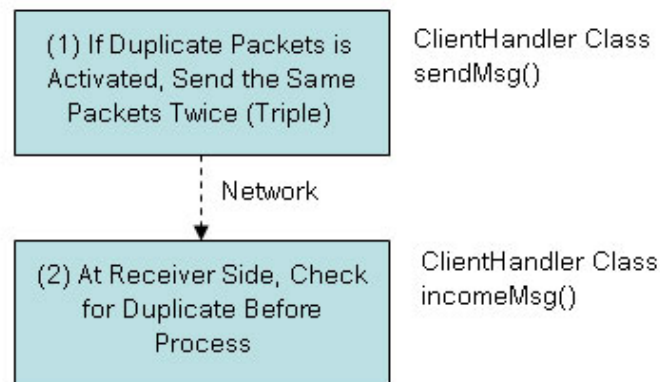 (1) If Duplicate Packets is
Activated, Send the Same
Packets Twice (Triple)
ClientHandler Class
sendMsg()
Network
(2) At Receiver Side, Check
for Duplicate Before
Process
ClientHandler Class
incomeMsg()